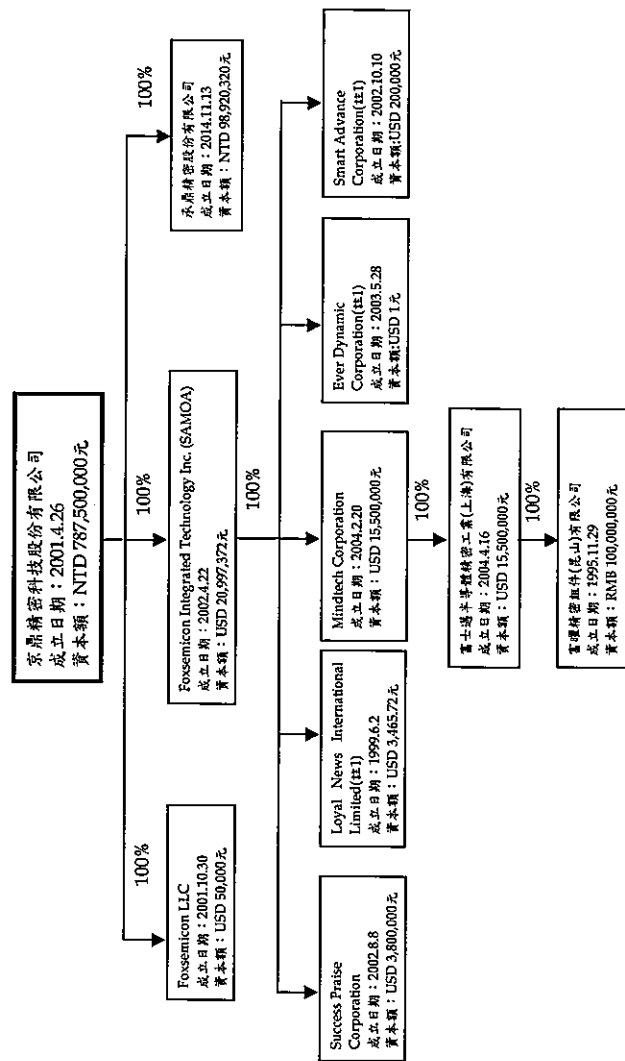 京鼎精密科技股份有限公司
成立日期：2001.4.26
資本額：NTD 787,500,000元
100%
100%
100%
Foxsemicon LLC
成立日期：2001.10.30
資本額：USD 50,000元
Foxsemicon Integrated Technology Inc. (SAMOA)
成立日期：2002.4.22
資本額：USD 20,997,372元
承鼎精密股份有限公司
成立日期：2014.11.13
資本額：NTD 98,920,320元
100%
Success Praise
Corporation
成立日期：2002.8.8
資本額：USD 3,800,000元
Loyal News International
Limited(註1)
成立日期：1999.6.2
資本額：USD 3,465.72元
Mindtech Corporation
成立日期：2004.2.20
資本額：USD 15,500,000元
Ever Dynamic
Corporation(註1)
成立日期：2003.5.28
資本額:USD 1元
Smart Advance
Corporation(註1)
成立日期：2002.10.10
資本額:USD 200,000元
100%
富士邁半導體精密工業(上海)有限公司
成立日期：2004.4.16
資本額：USD 15,500,000元
100%
富曜精密組件(昆山)有限公司
成立日期：1995.11.29
資本額：RMB 100,000,000元